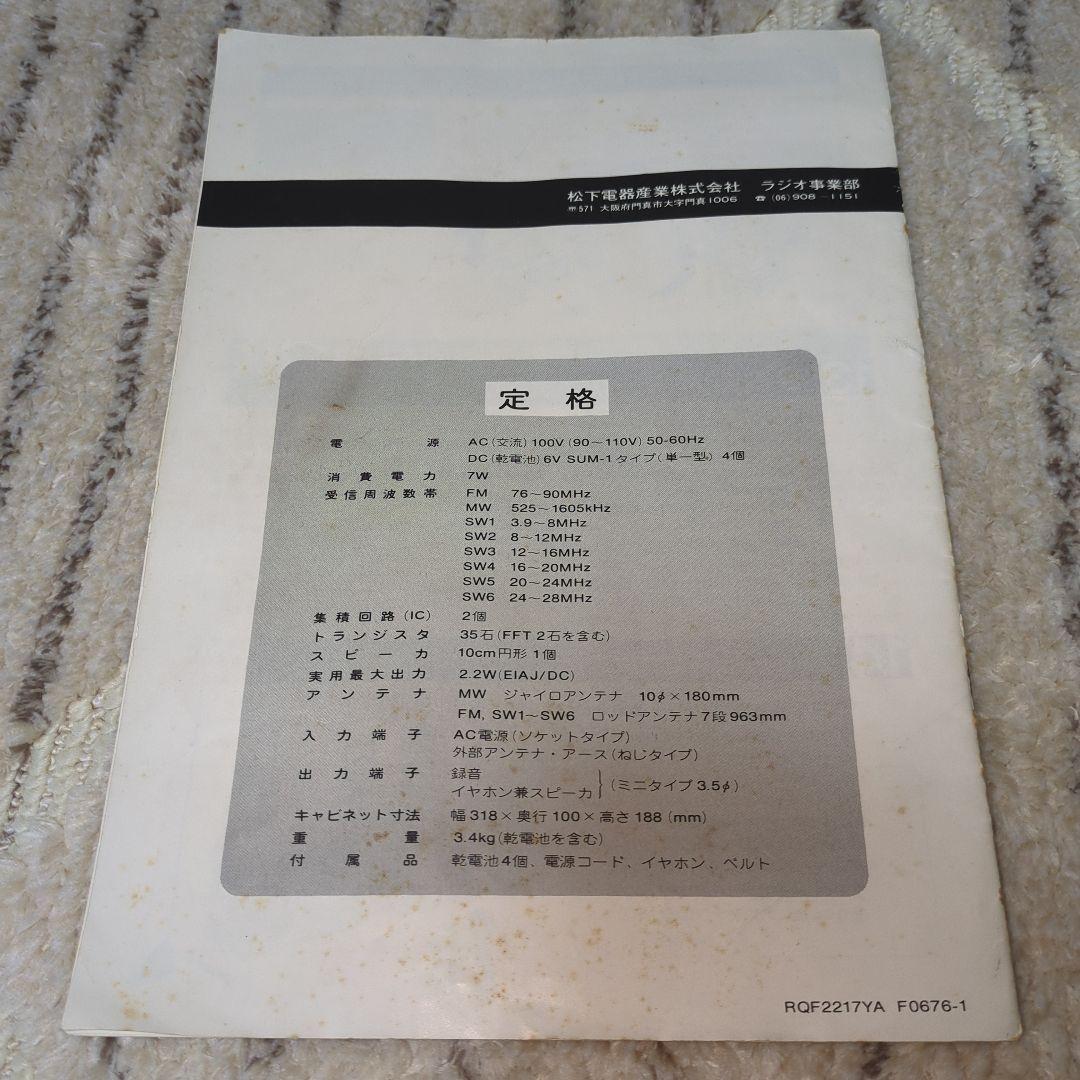 松下電器産業株式会社 ラジオ事業部
〒571 大阪府門真市大字門真1006 ☎(06)908-1151
定格
電源 AC(交流)100V(90～110V)50-60Hz
DC(乾電池)6V SUM-1タイプ(単一型)4個
消費電力 7W
受信周波数帯 FM 76～90MHz
MW 525～1605kHz
SW1 3.9～8MHz
SW2 8～12MHz
SW3 12～16MHz
SW4 16～20MHz
SW5 20～24MHz
SW6 24～28MHz
集積回路(IC) 2個
トランジスタ 35石(FFT 2石を含む)
スピーカ 10cm円形1個
実用最大出力 2.2W(EIAJ/DC)
アンテナ MW ジャイロアンテナ 10φ×180mm
FM, SW1～SW6 ロッドアンテナ7段963mm
入力端子 AC電源(ソケットタイプ)
外部アンテナ・アース(ねじタイプ)
出力端子 録音
イヤホン兼スピーカ (ミニタイプ3.5φ)
キャビネット寸法 幅318×奥行100×高さ188(mm)
重量 3.4kg(乾電池を含む)
付属品 乾電池4個、電源コード、イヤホン、ベルト
RQF2217YA F0676-1